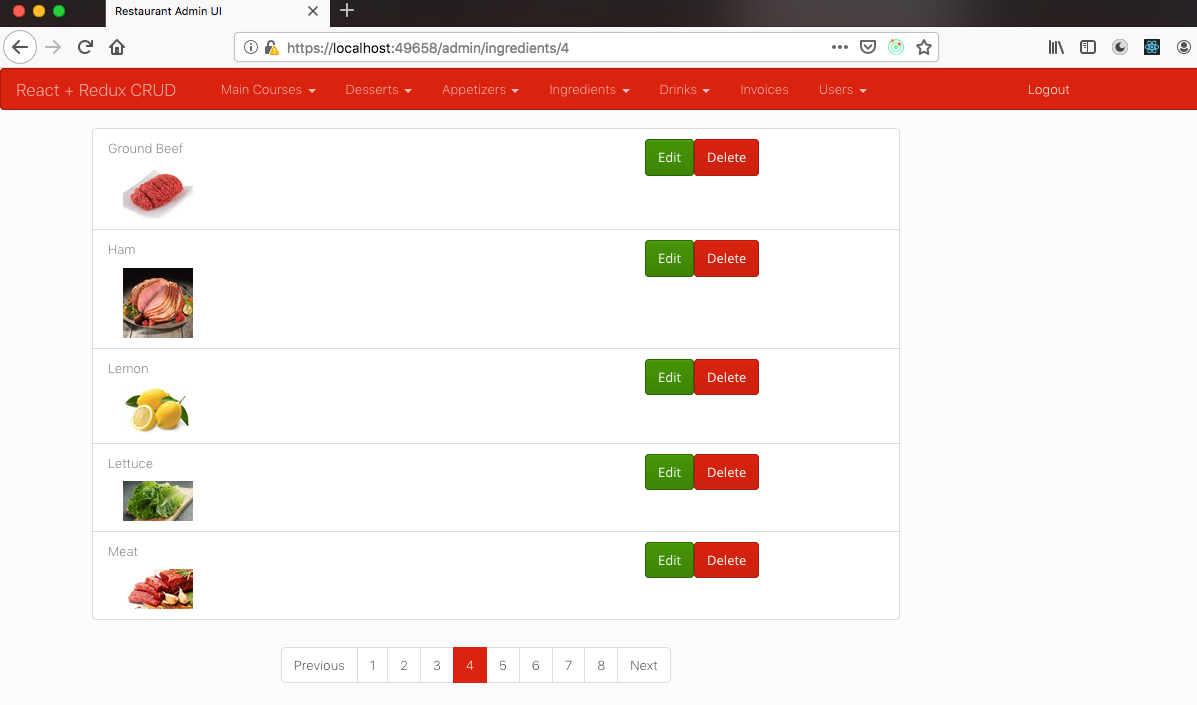 Restaurant Admin UI
https://localhost:49658/admin/ingredients/4
React + Redux CRUD Main Courses Desserts Appetizers Ingredients Drinks Invoices Users Logout
Ground Beef Edit Delete
Ham Edit Delete
Lemon Edit Delete
Lettuce Edit Delete
Meat Edit Delete
Previous 1 2 3 4 5 6 7 8 Next